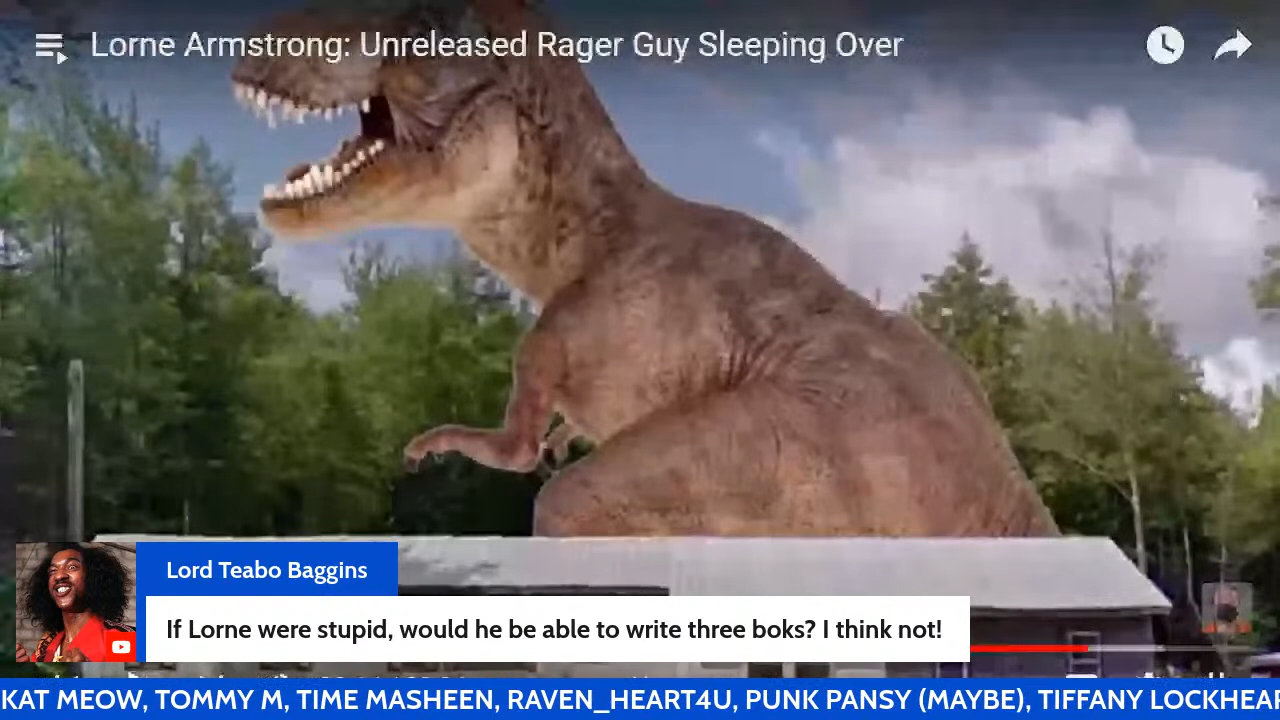 Lorne Armstrong: Unreleased Rager Guy Sleeping Over
Lord Teabo Baggins
If Lorne were stupid, would he be able to write three boks? I think not!
KAT MEOW, TOMMY M, TIME MASHEEN, RAVEN_HEART4U, PUNK PANSY (MAYBE), TIFFANY LOCKHEAR